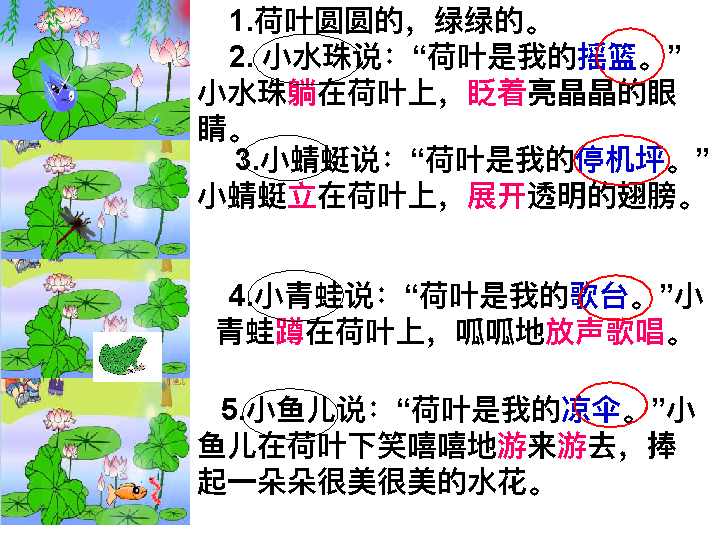 1.荷叶圆圆的，绿绿的。
2. 小水珠说：“荷叶是我的摇篮。”
小水珠躺在荷叶上，眨着亮晶晶的眼
睛。
3.小蜻蜓说：“荷叶是我的停机坪。”
小蜻蜓立在荷叶上，展开透明的翅膀。
4.小青蛙说：“荷叶是我的歌台。”小
青蛙蹲在荷叶上，呱呱地放声歌唱。
5.小鱼儿说：“荷叶是我的凉伞。”小
鱼儿在荷叶下笑嘻嘻地游来游去，捧
起一朵朵很美很美的水花。